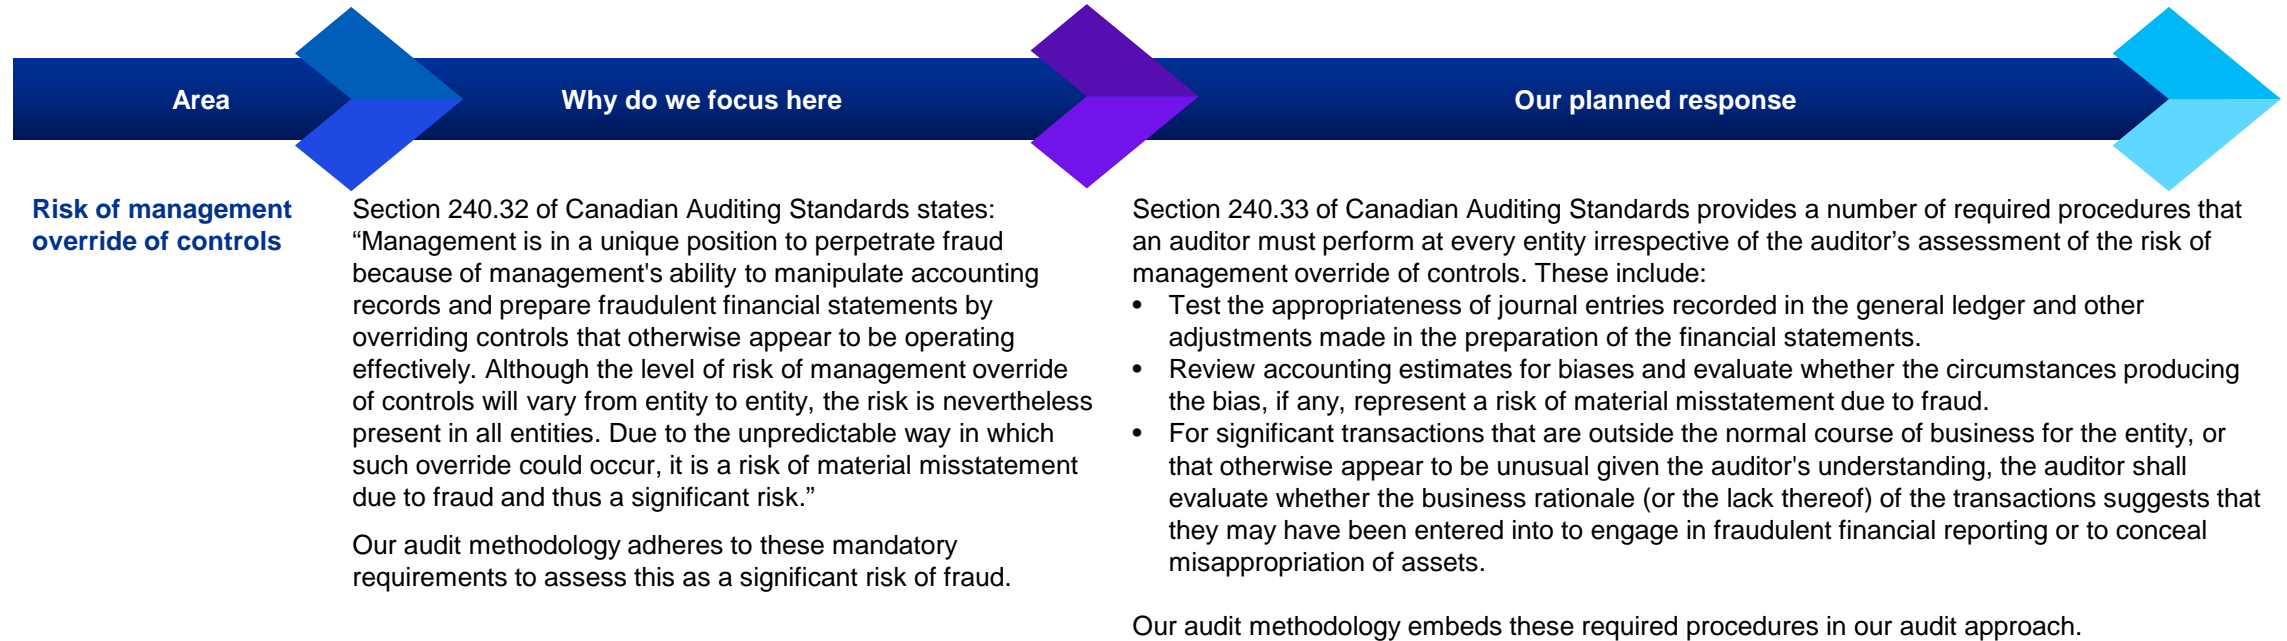 Area
Why do we focus here
Our planned response
Risk of management
override of controls
Section 240.32 of Canadian Auditing Standards states:
“Management is in a unique position to perpetrate fraud
because of management's ability to manipulate accounting
records and prepare fraudulent financial statements by
overriding controls that otherwise appear to be operating
effectively. Although the level of risk of management override
of controls will vary from entity to entity, the risk is nevertheless
present in all entities. Due to the unpredictable way in which
such override could occur, it is a risk of material misstatement
due to fraud and thus a significant risk.”
Our audit methodology adheres to these mandatory
requirements to assess this as a significant risk of fraud.
Section 240.33 of Canadian Auditing Standards provides a number of required procedures that
an auditor must perform at every entity irrespective of the auditor’s assessment of the risk of
management override of controls. These include:
• Test the appropriateness of journal entries recorded in the general ledger and other
adjustments made in the preparation of the financial statements.
• Review accounting estimates for biases and evaluate whether the circumstances producing
the bias, if any, represent a risk of material misstatement due to fraud.
• For significant transactions that are outside the normal course of business for the entity, or
that otherwise appear to be unusual given the auditor's understanding, the auditor shall
evaluate whether the business rationale (or the lack thereof) of the transactions suggests that
they may have been entered into to engage in fraudulent financial reporting or to conceal
misappropriation of assets.
Our audit methodology embeds these required procedures in our audit approach.